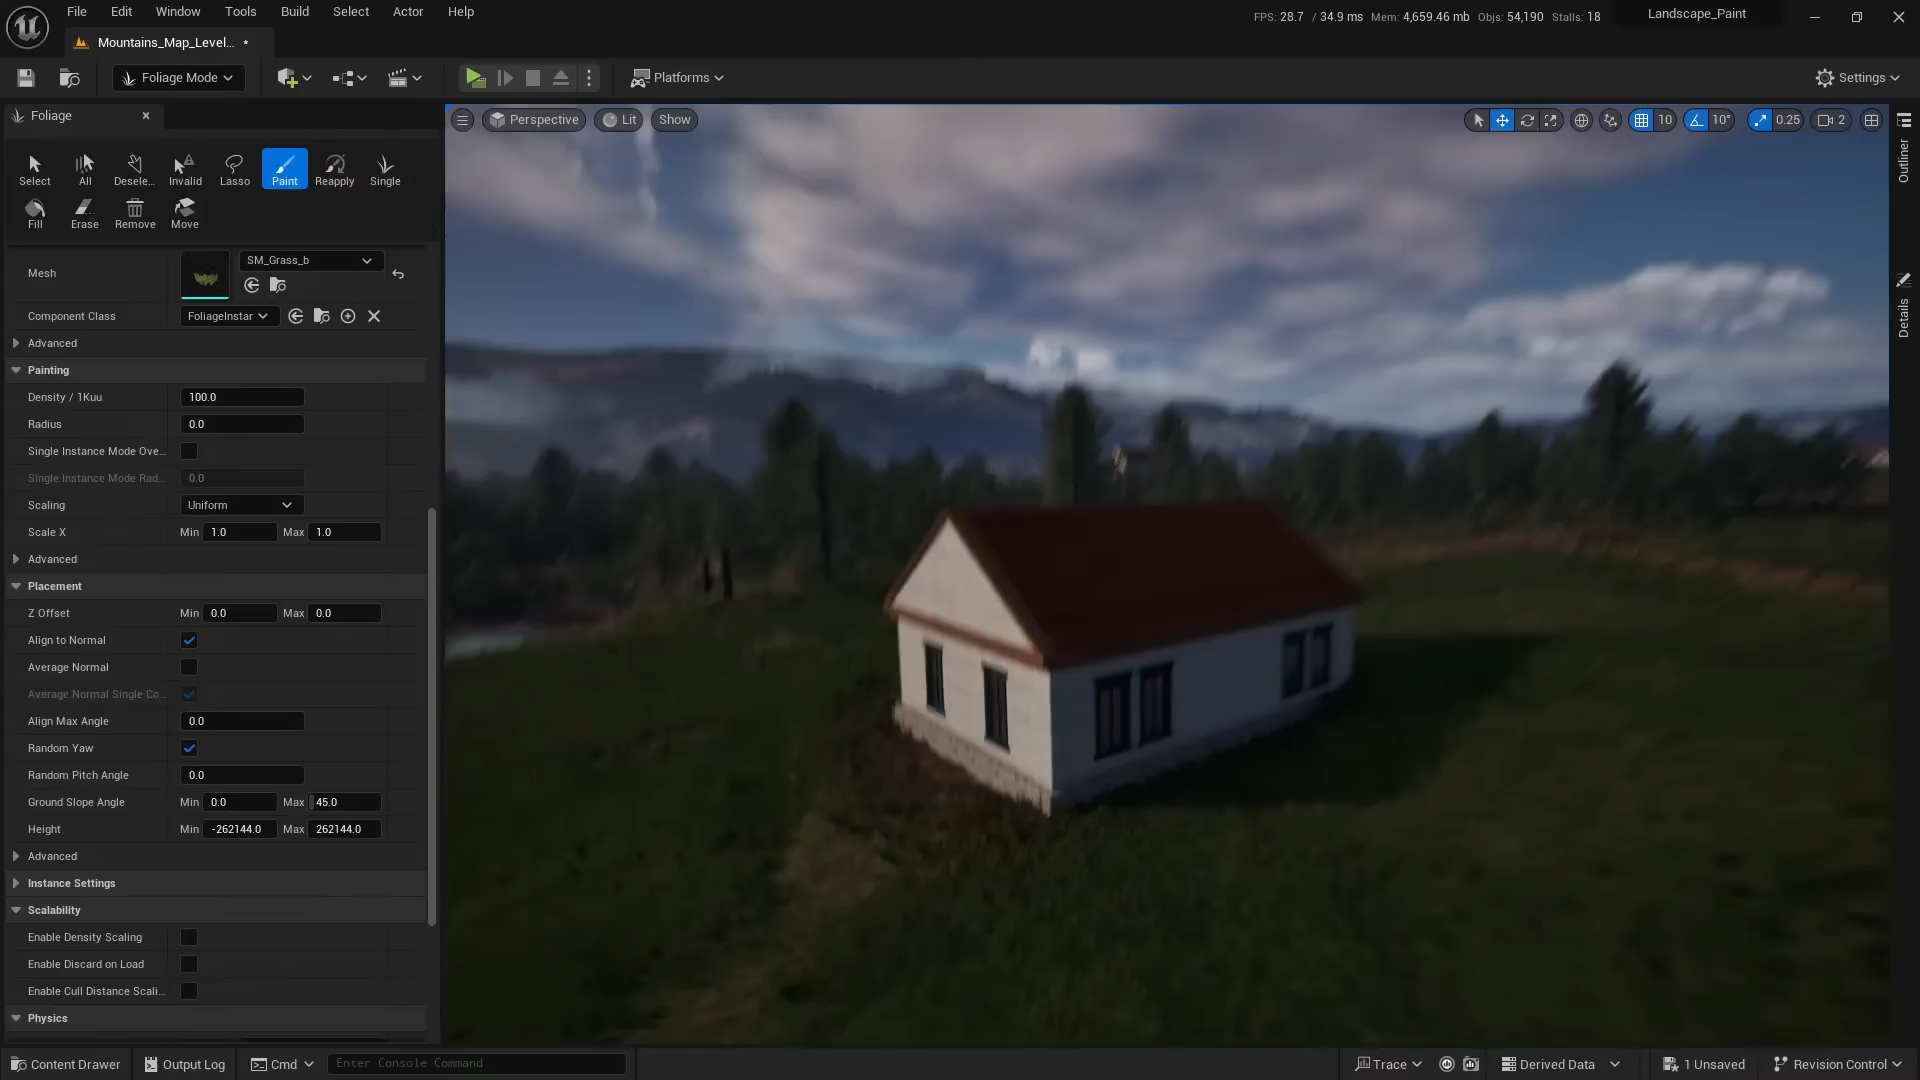 File Edit Window Tools Build Select Actor Help
FPS: 28.7 / 34.9 ms Mem: 4,659.46 mb Objs: 54,190 Stalls: 18
Landscape_Paint
Mountains_Map_Level... •
Foliage Mode
Platforms
Settings
Foliage
Perspective
Lit
Show
10
10°
0.25
2
Outliner
Details
Select All Desele... Invalid Lasso Paint Reapply Single
Fill Erase Remove Move
Mesh
SM_Grass_b
Component Class FoliageInstar
Advanced
Painting
Density / 1Kuu 100.0
Radius 0.0
Single Instance Mode Ove...
Single Instance Mode Rad... 0.0
Scaling Uniform
Scale X Min 1.0 Max 1.0
Advanced
Placement
Z Offset Min 0.0 Max 0.0
Align to Normal
Average Normal
Average Normal Single Co...
Align Max Angle 0.0
Random Yaw
Random Pitch Angle 0.0
Ground Slope Angle Min 0.0 Max 45.0
Height Min -262144.0 Max 262144.0
Advanced
Instance Settings
Scalability
Enable Density Scaling
Enable Discard on Load
Enable Cull Distance Scali...
Physics
Content Drawer Output Log Cmd Enter Console Command
Trace Derived Data 1 Unsaved Revision Control